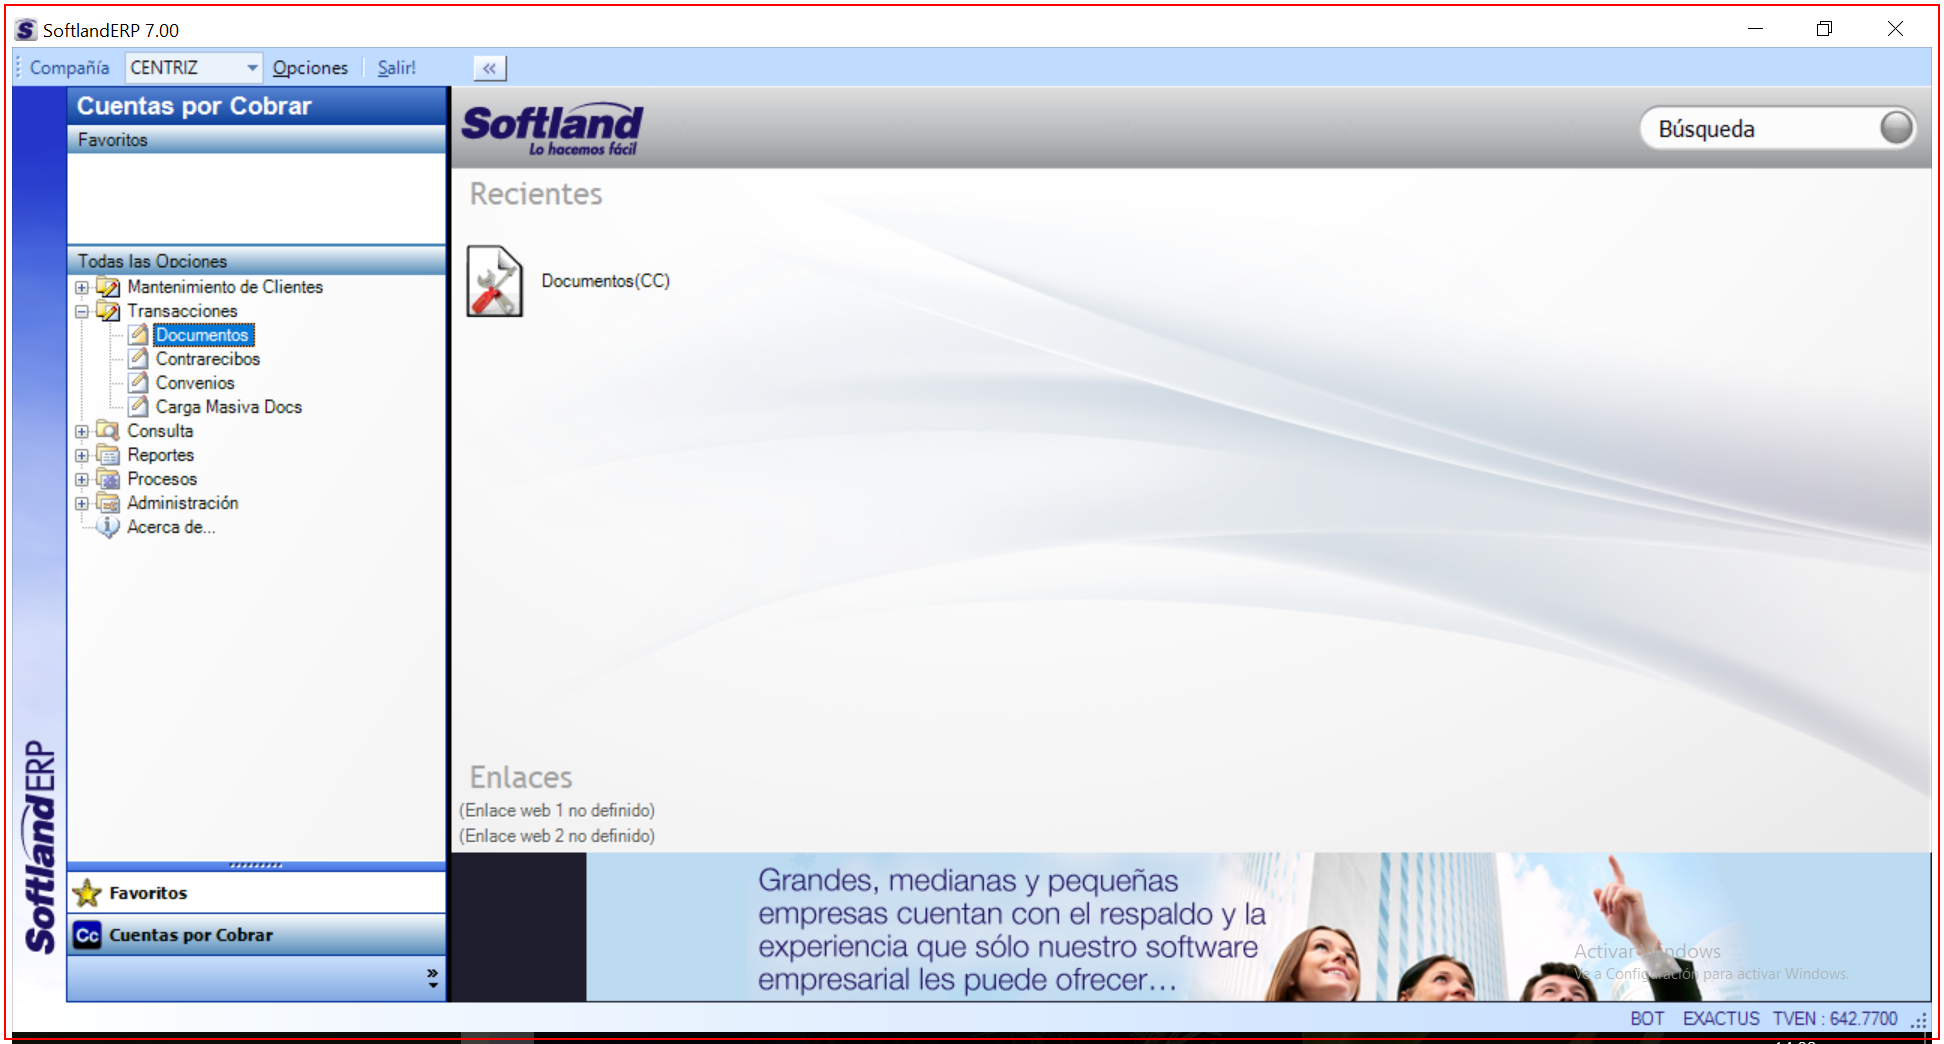 SoftlandERP 7.00
Compañía CENTRIZ Opciones Salir! «
Cuentas por Cobrar
Favoritos
Todas las Opciones
Mantenimiento de Clientes
Transacciones
Documentos
Contrarecibos
Convenios
Carga Masiva Docs
Consulta
Reportes
Procesos
Administración
Acerca de...
Favoritos
Cc Cuentas por Cobrar
»
SoftlandERP
Softland
Lo hacemos fácil
Búsqueda
Recientes
Documentos(CC)
Enlaces
(Enlace web 1 no definido)
(Enlace web 2 no definido)
Grandes, medianas y pequeñas
empresas cuentan con el respaldo y la
experiencia que sólo nuestro software
empresarial les puede ofrecer...
Activar Windows
Ve a Configuración para activar Windows.
BOT EXACTUS TVEN : 642.7700